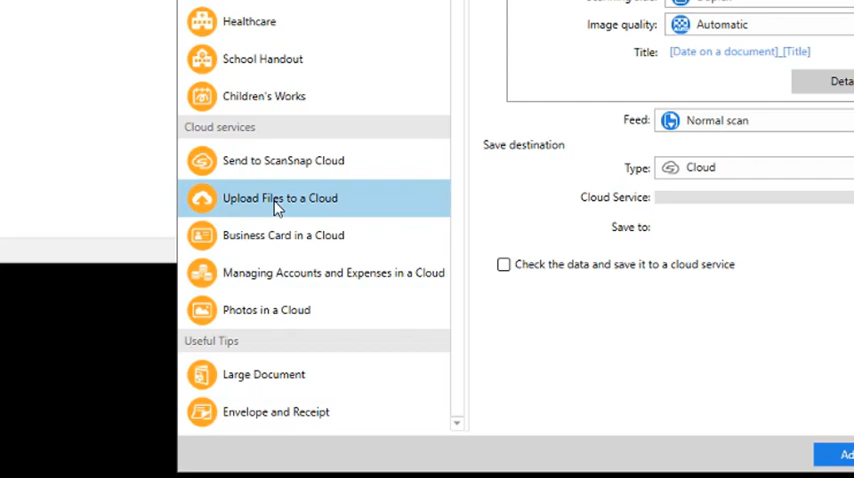 Healthcare
School Handout
Children's Works
Cloud services
Send to ScanSnap Cloud
Upload Files to a Cloud
Business Card in a Cloud
Managing Accounts and Expenses in a Cloud
Photos in a Cloud
Useful Tips
Large Document
Envelope and Receipt
Image quality: Automatic
Title: [Date on a document]_[Title]
Deta
Feed: Normal scan
Save destination
Type: Cloud
Cloud Service:
Save to:
Check the data and save it to a cloud service
Ad